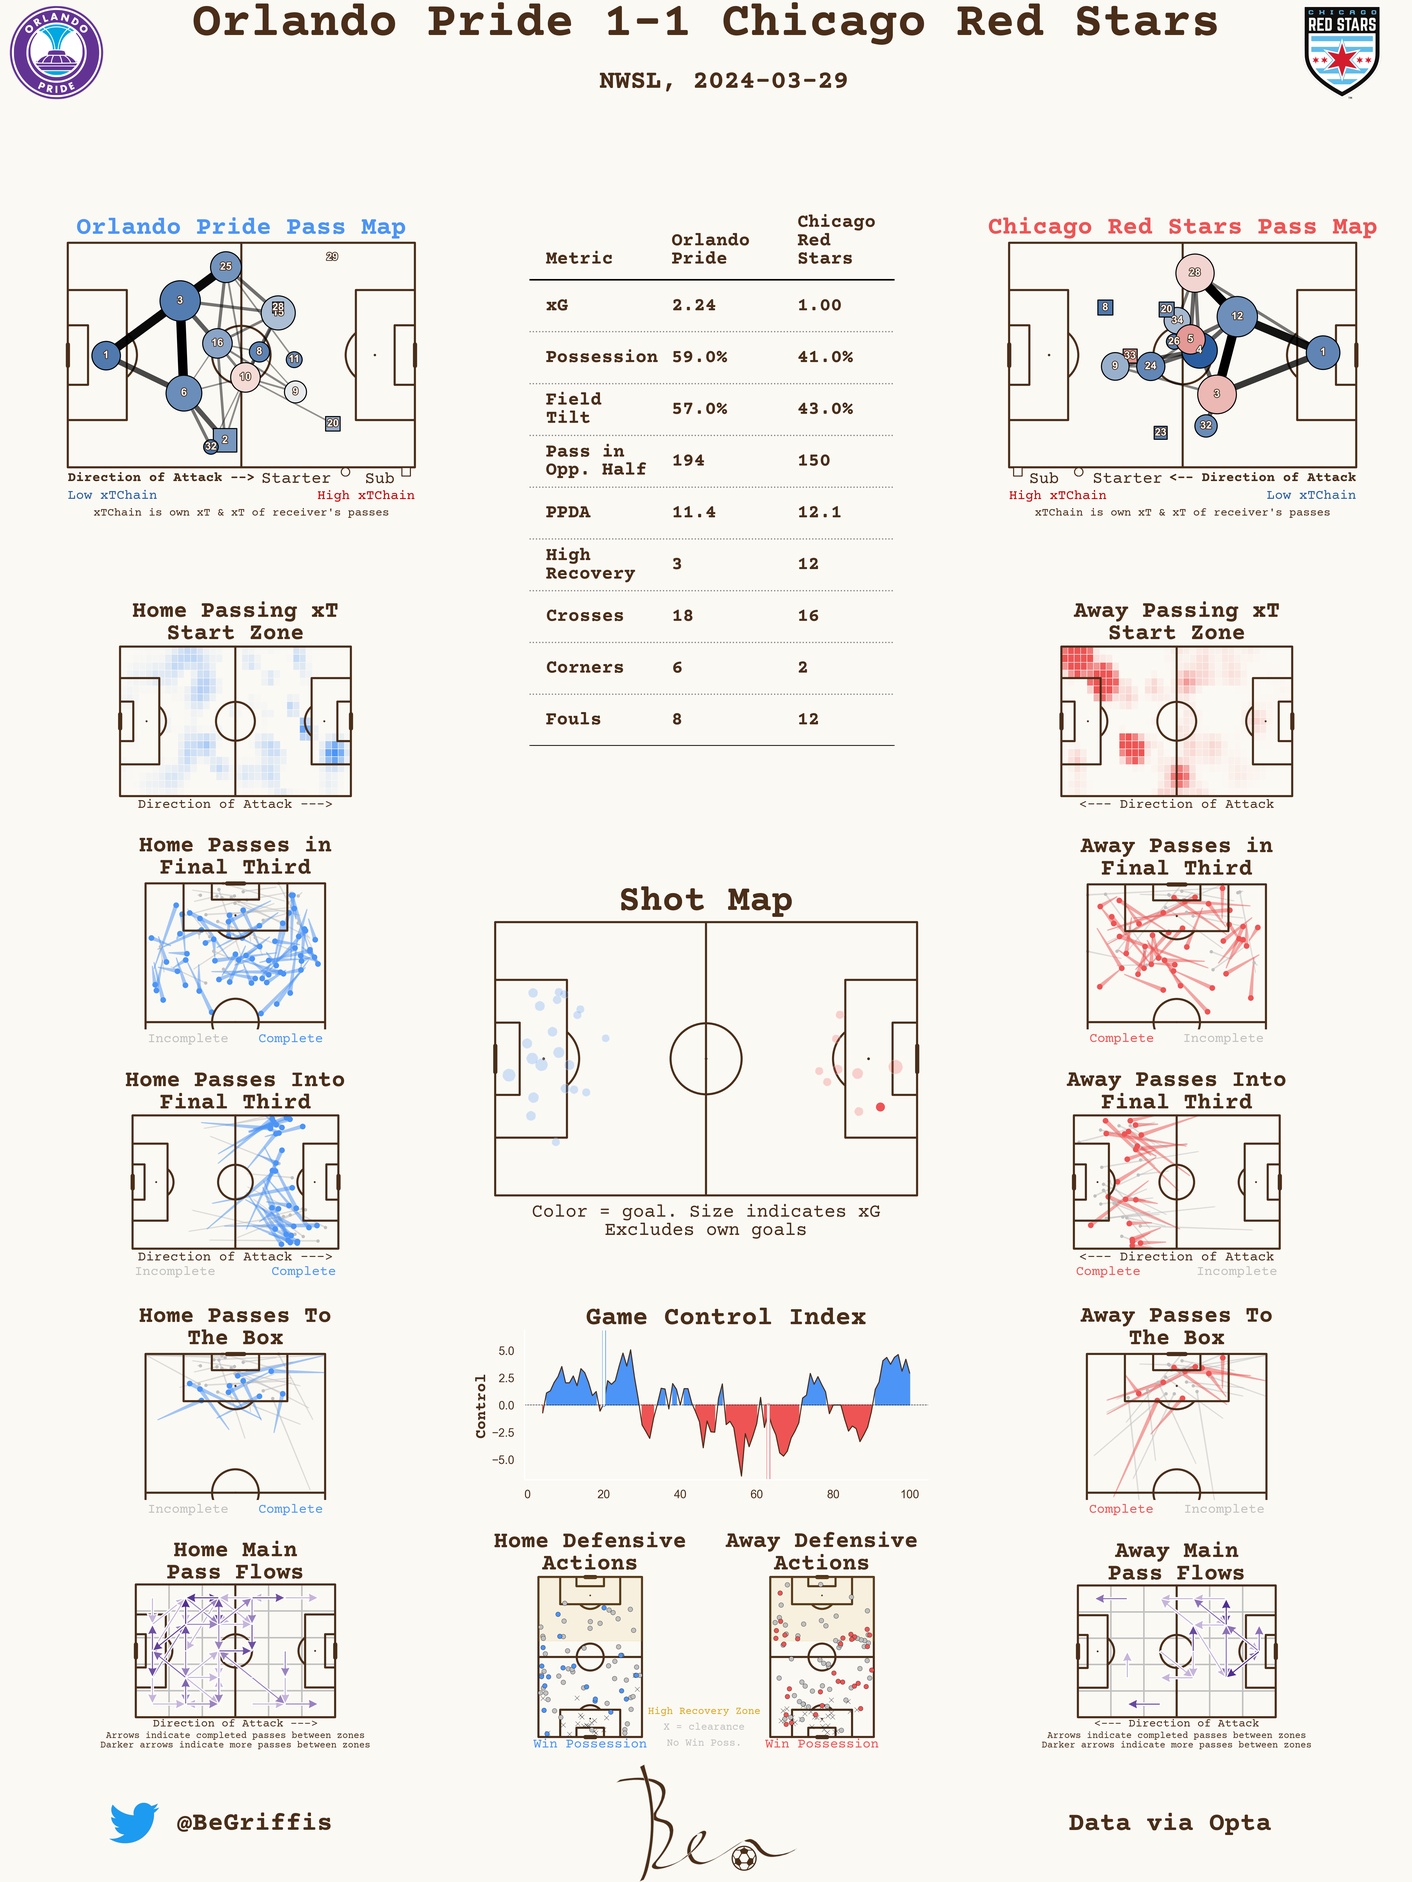 Orlando Pride 1-1 Chicago Red Stars
NWSL, 2024-03-29
ORLANDO
PRIDE
CHICAGO
RED STARS
Orlando Pride Pass Map
29
25
3
28
15
16
8
11
1
10
9
6
20
2
32
Direction of Attack --> Starter Sub
Low xTChain High xTChain
xTChain is own xT & xT of receiver's passes
Metric Orlando Pride Chicago Red Stars
xG 2.24 1.00
Possession 59.0% 41.0%
Field Tilt 57.0% 43.0%
Pass in Opp. Half 194 150
PPDA 11.4 12.1
High Recovery 3 12
Crosses 18 16
Corners 6 2
Fouls 8 12
Chicago Red Stars Pass Map
28
8
20
34
12
26
5
4
33
1
9
24
3
32
23
Sub Starter <-- Direction of Attack
High xTChain Low xTChain
xTChain is own xT & xT of receiver's passes
Home Passing xT
Start Zone
Direction of Attack --->
Away Passing xT
Start Zone
<--- Direction of Attack
Home Passes in
Final Third
Incomplete Complete
Away Passes in
Final Third
Complete Incomplete
Shot Map
Color = goal. Size indicates xG
Excludes own goals
Home Passes Into
Final Third
Direction of Attack --->
Incomplete Complete
Away Passes Into
Final Third
<--- Direction of Attack
Complete Incomplete
Home Passes To
The Box
Incomplete Complete
Game Control Index
Control
5.0
2.5
0.0
−2.5
−5.0
0 20 40 60 80 100
Away Passes To
The Box
Complete Incomplete
Home Main
Pass Flows
Direction of Attack --->
Arrows indicate completed passes between zones
Darker arrows indicate more passes between zones
Home Defensive
Actions
Win Possession
High Recovery Zone
X = clearance
No Win Poss.
Away Defensive
Actions
Win Possession
Away Main
Pass Flows
<--- Direction of Attack
Arrows indicate completed passes between zones
Darker arrows indicate more passes between zones
@BeGriffis
Ben
Data via Opta